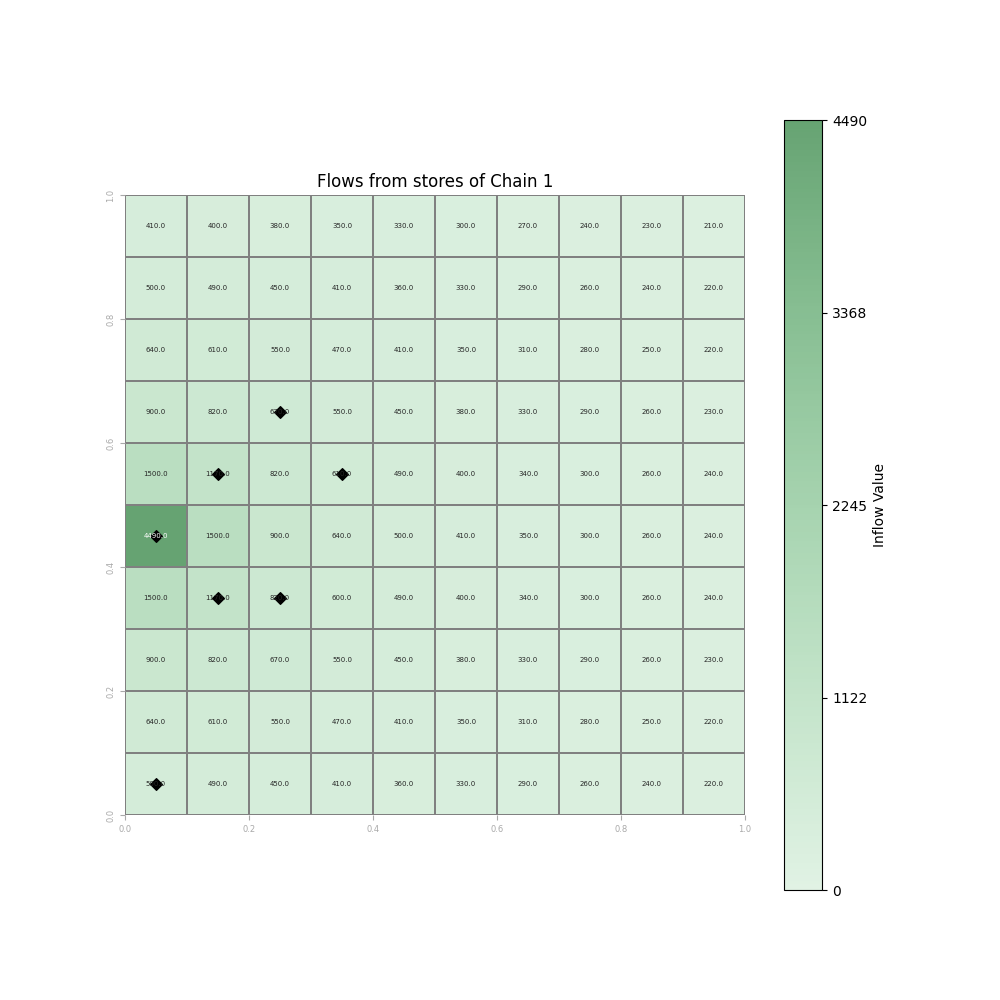 Flows from stores of Chain 1
4490
1.0
410.0 400.0 380.0 350.0 330.0 300.0 270.0 240.0 230.0 210.0
500.0 490.0 450.0 410.0 360.0 330.0 290.0 260.0 240.0 220.0
3368
0.8
640.0 610.0 550.0 470.0 410.0 350.0 310.0 280.0 250.0 220.0
900.0 820.0 550.0 450.0 380.0 330.0 290.0 260.0 230.0
0.6
1500.0 820.0 490.0 400.0 340.0 300.0 260.0 240.0
2245
Inflow Value
4490.0 1500.0 900.0 640.0 500.0 410.0 350.0 300.0 260.0 240.0
0.4
1500.0 600.0 490.0 400.0 340.0 300.0 260.0 240.0
900.0 820.0 670.0 550.0 450.0 380.0 330.0 290.0 260.0 230.0
1122
0.2
640.0 610.0 550.0 470.0 410.0 350.0 310.0 280.0 250.0 220.0
490.0 450.0 410.0 360.0 330.0 290.0 260.0 240.0 220.0
0.0
0.0 0.2 0.4 0.6 0.8 1.0
0